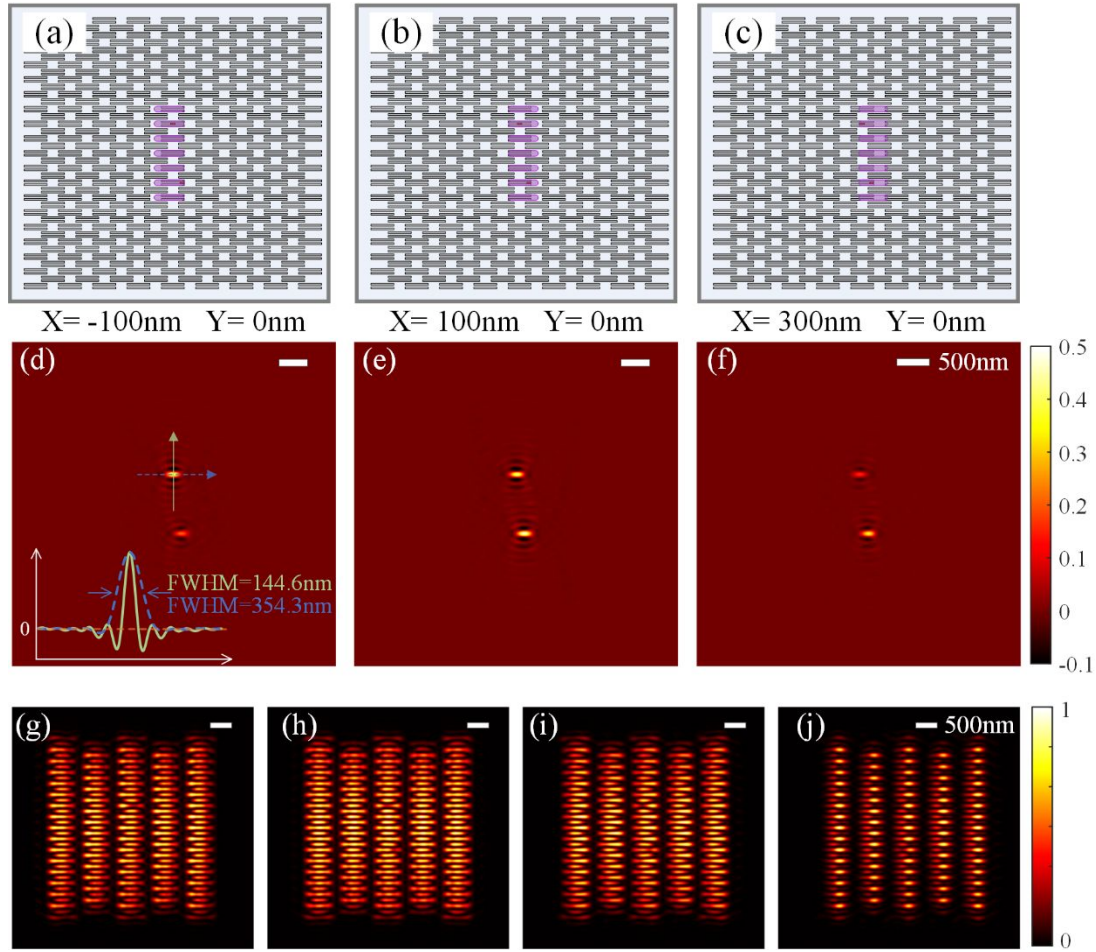 (a) (b) (c)
X= -100nm Y= 0nm X= 100nm Y= 0nm X= 300nm Y= 0nm
(d) (e) (f) 500nm
0.5
0.4
0.3
0.2
0.1
0
-0.1
FWHM=144.6nm
FWHM=354.3nm
0
(g) (h) (i) (j) 500nm
1
0